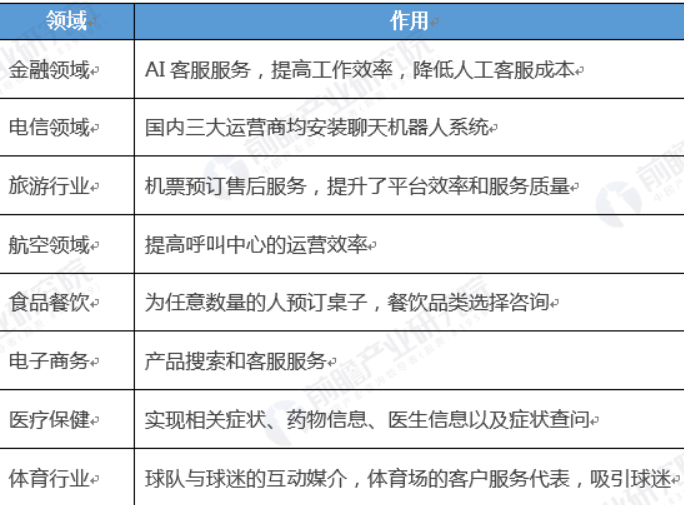 领域 作用
金融领域 AI 客服服务，提高工作效率，降低人工客服成本
电信领域 国内三大运营商均安装聊天机器人系统
旅游行业 机票预订售后服务，提升了平台效率和服务质量
航空领域 提高呼叫中心的运营效率
食品餐饮 为任意数量的人预订桌子，餐饮品类选择咨询
电子商务 产品搜索和客服服务
医疗保健 实现相关症状、药物信息、医生信息以及症状查问
体育行业 球队与球迷的互动媒介，体育场的客户服务代表，吸引球迷
前瞻产业研究院